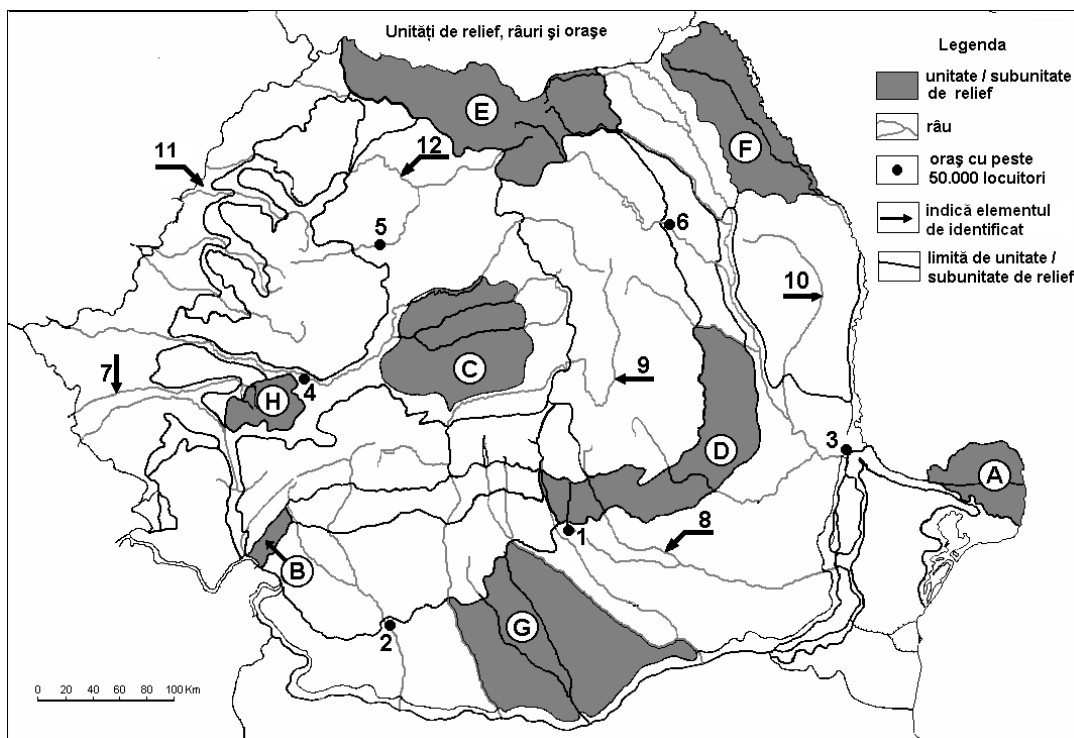 Unităţi de relief, râuri şi oraşe
Legenda
unitate / subunitate
de relief
râu
oraş cu peste
50.000 locuitori
indică elementul
de identificat
limită de unitate /
subunitate de relief
E
F
12
11
5
6
10
7
C
9
4
H
D
3
A
8
1
B
G
2
0 20 40 60 80 100 Km